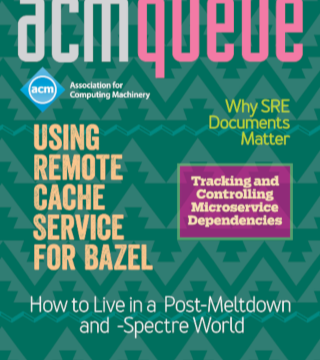 acmqueue
acm
Association for
Computing Machinery
Why SRE
Documents
Matter
USING
REMOTE
CACHE
SERVICE
FOR BAZEL
Tracking and
Controlling
Microservice
Dependencies
How to Live in a Post-Meltdown
and -Spectre World